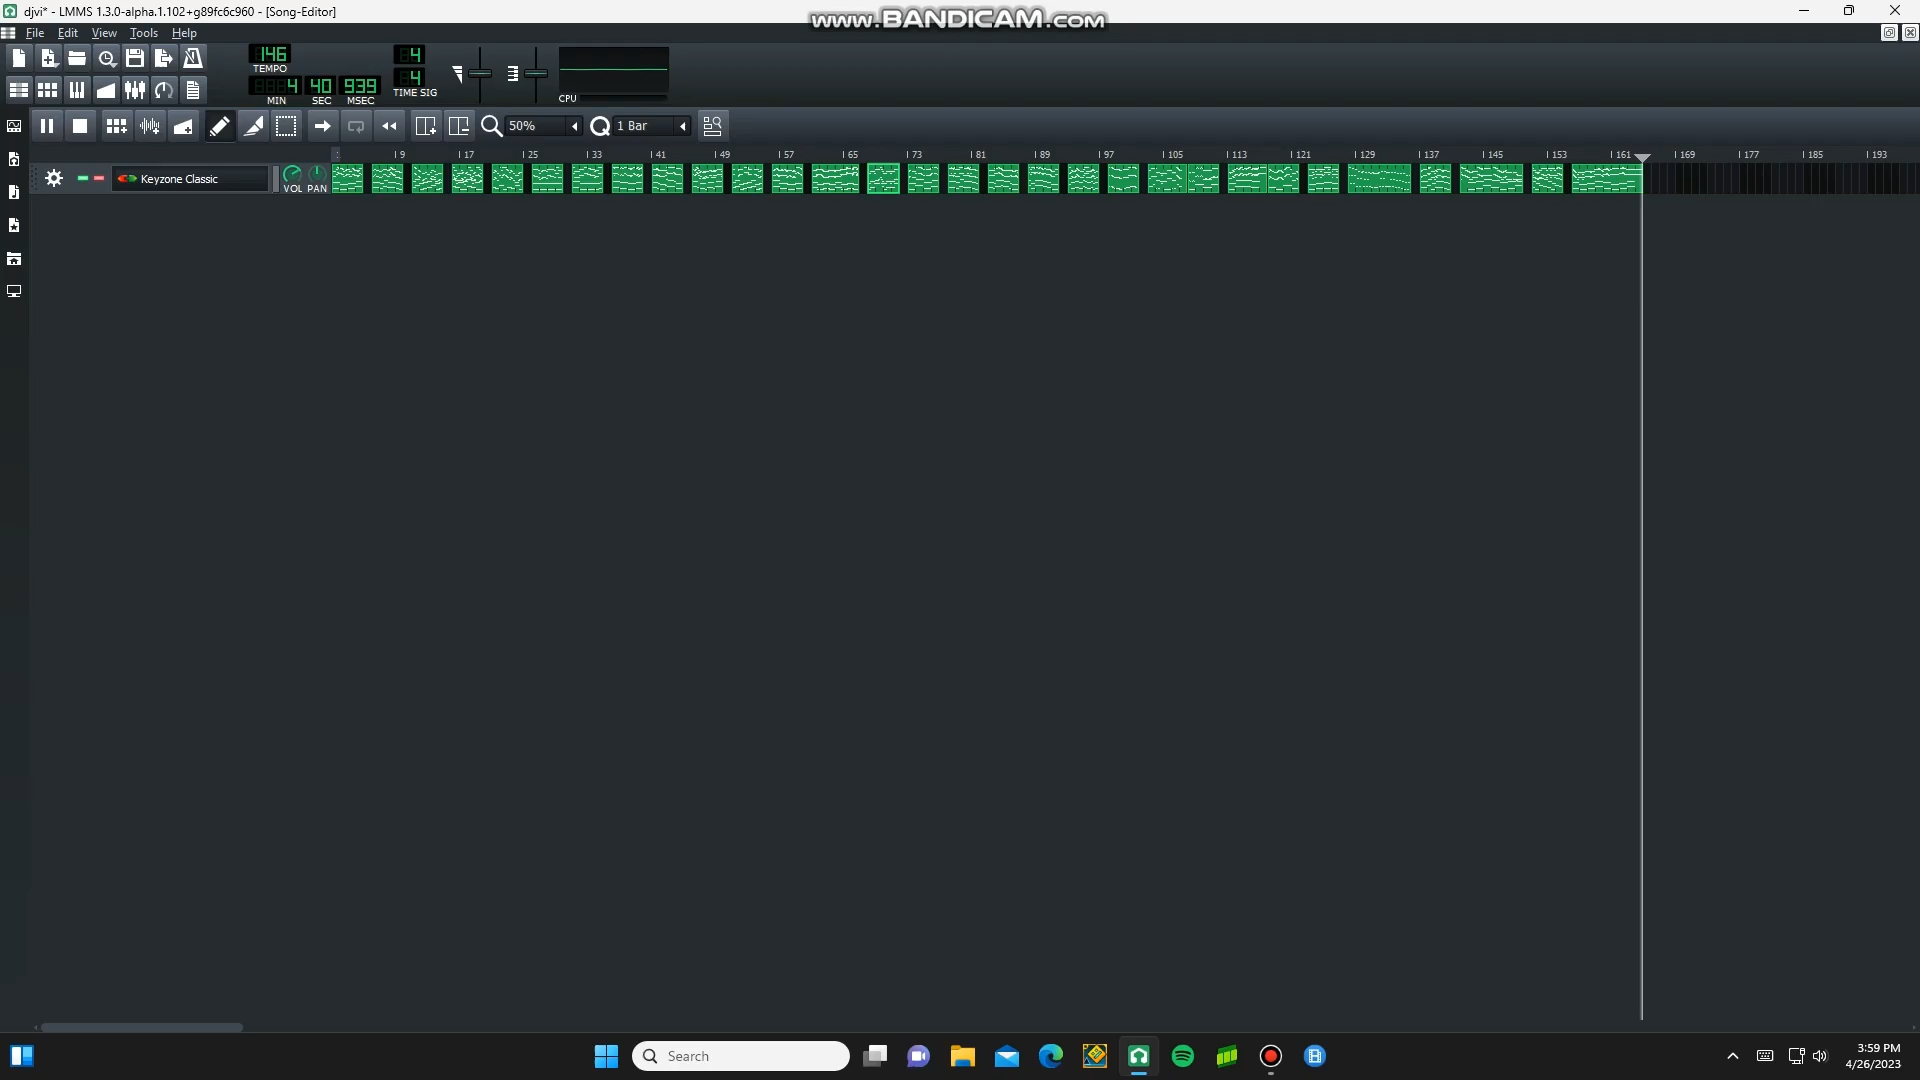 djvi* - LMMS 1.3.0-alpha.1.102+g89fc6c960 - [Song-Editor]
www.BANDICAM.com
File Edit View Tools Help
146
TEMPO
4
4
TIME SIG
4 40 939
MIN SEC MSEC
CPU
50%
1 Bar
9 17 25 33 41 49 57 65 73 81 89 97 105 113 121 129 137 145 153 161 169 177 185 193
Keyzone Classic
VOL PAN
Search
3:59 PM
4/26/2023